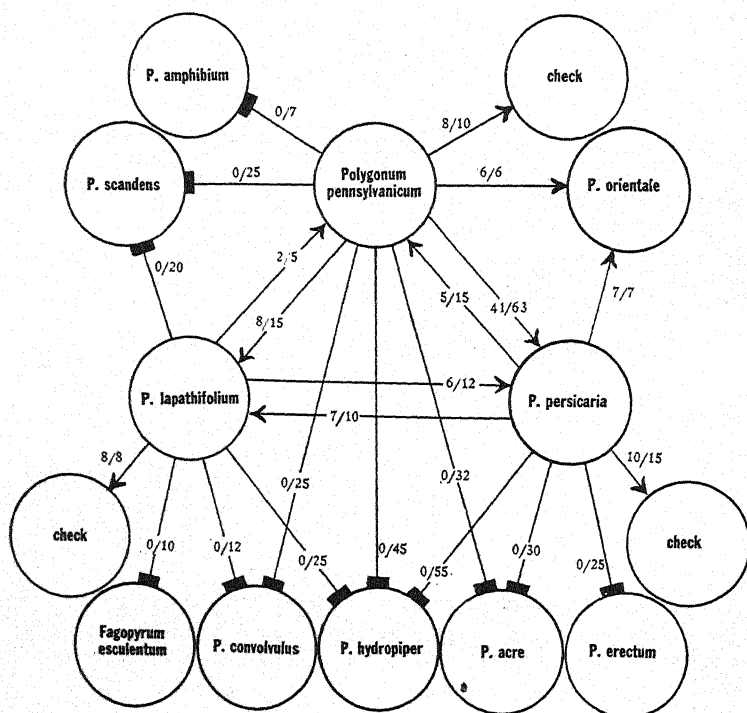 P. amphibium
check
0/7
8/10
P. scandens
0/25
Polygonum
pennsylvanicum
6/6
P. orientale
0/20
2/5
8/15
5/15
41/63
7/7
P. lapathifolium
6/12
7/10
P. persicaria
8/8
check
0/10
0/12
0/25
0/25
0/45
0/32
0/55
0/30
0/25
10/15
check
Fagopyrum
esculentum
P. convolvulus
P. hydropiper
P. acre
P. erectum